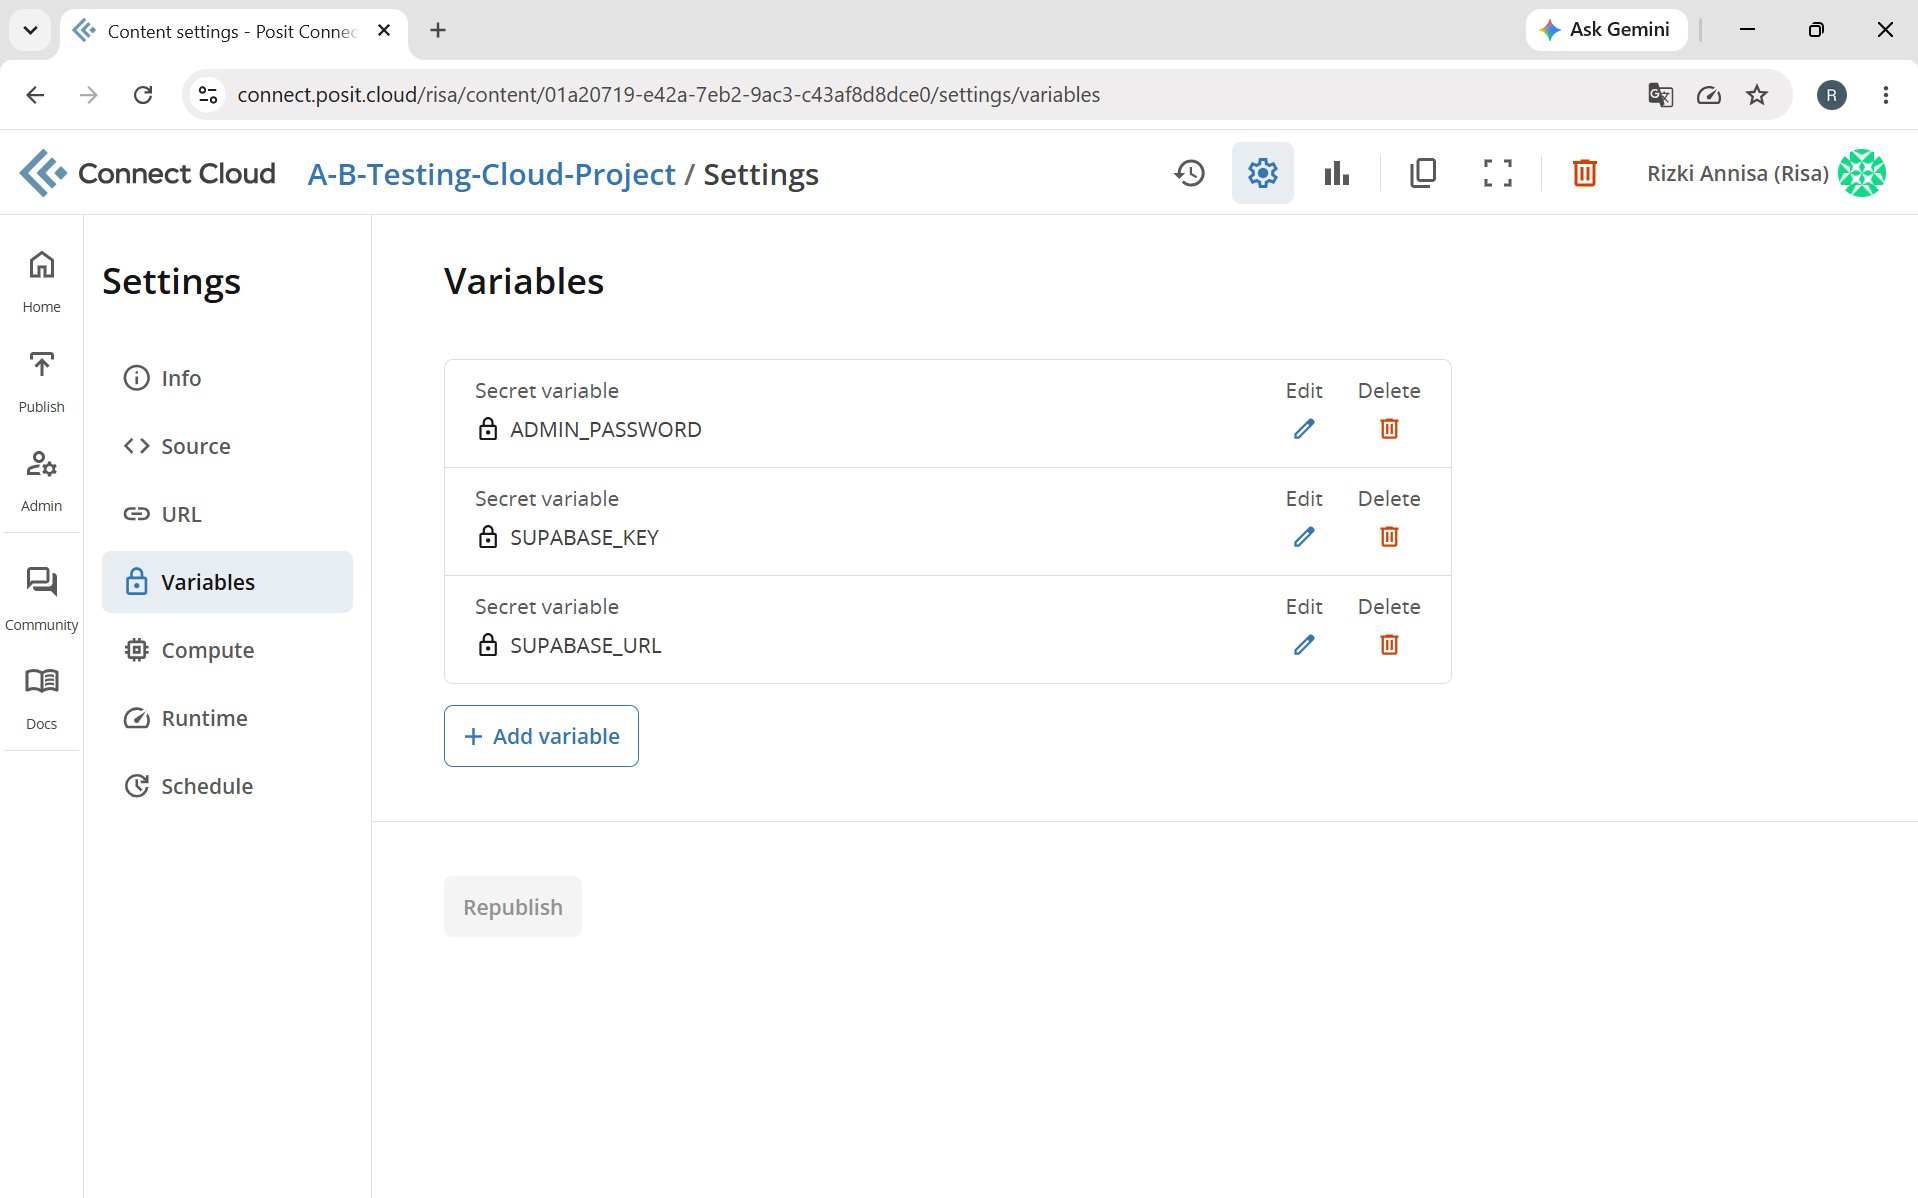 Content settings - Posit Connec
Ask Gemini
connect.posit.cloud/risa/content/01a20719-e42a-7eb2-9ac3-c43af8d8dce0/settings/variables
R
Connect Cloud
A-B-Testing-Cloud-Project / Settings
Rizki Annisa (Risa)
Home
Publish
Admin
Community
Docs
Settings
Info
Source
URL
Variables
Compute
Runtime
Schedule
Variables
Secret variable Edit Delete
ADMIN_PASSWORD
Secret variable Edit Delete
SUPABASE_KEY
Secret variable Edit Delete
SUPABASE_URL
+ Add variable
Republish